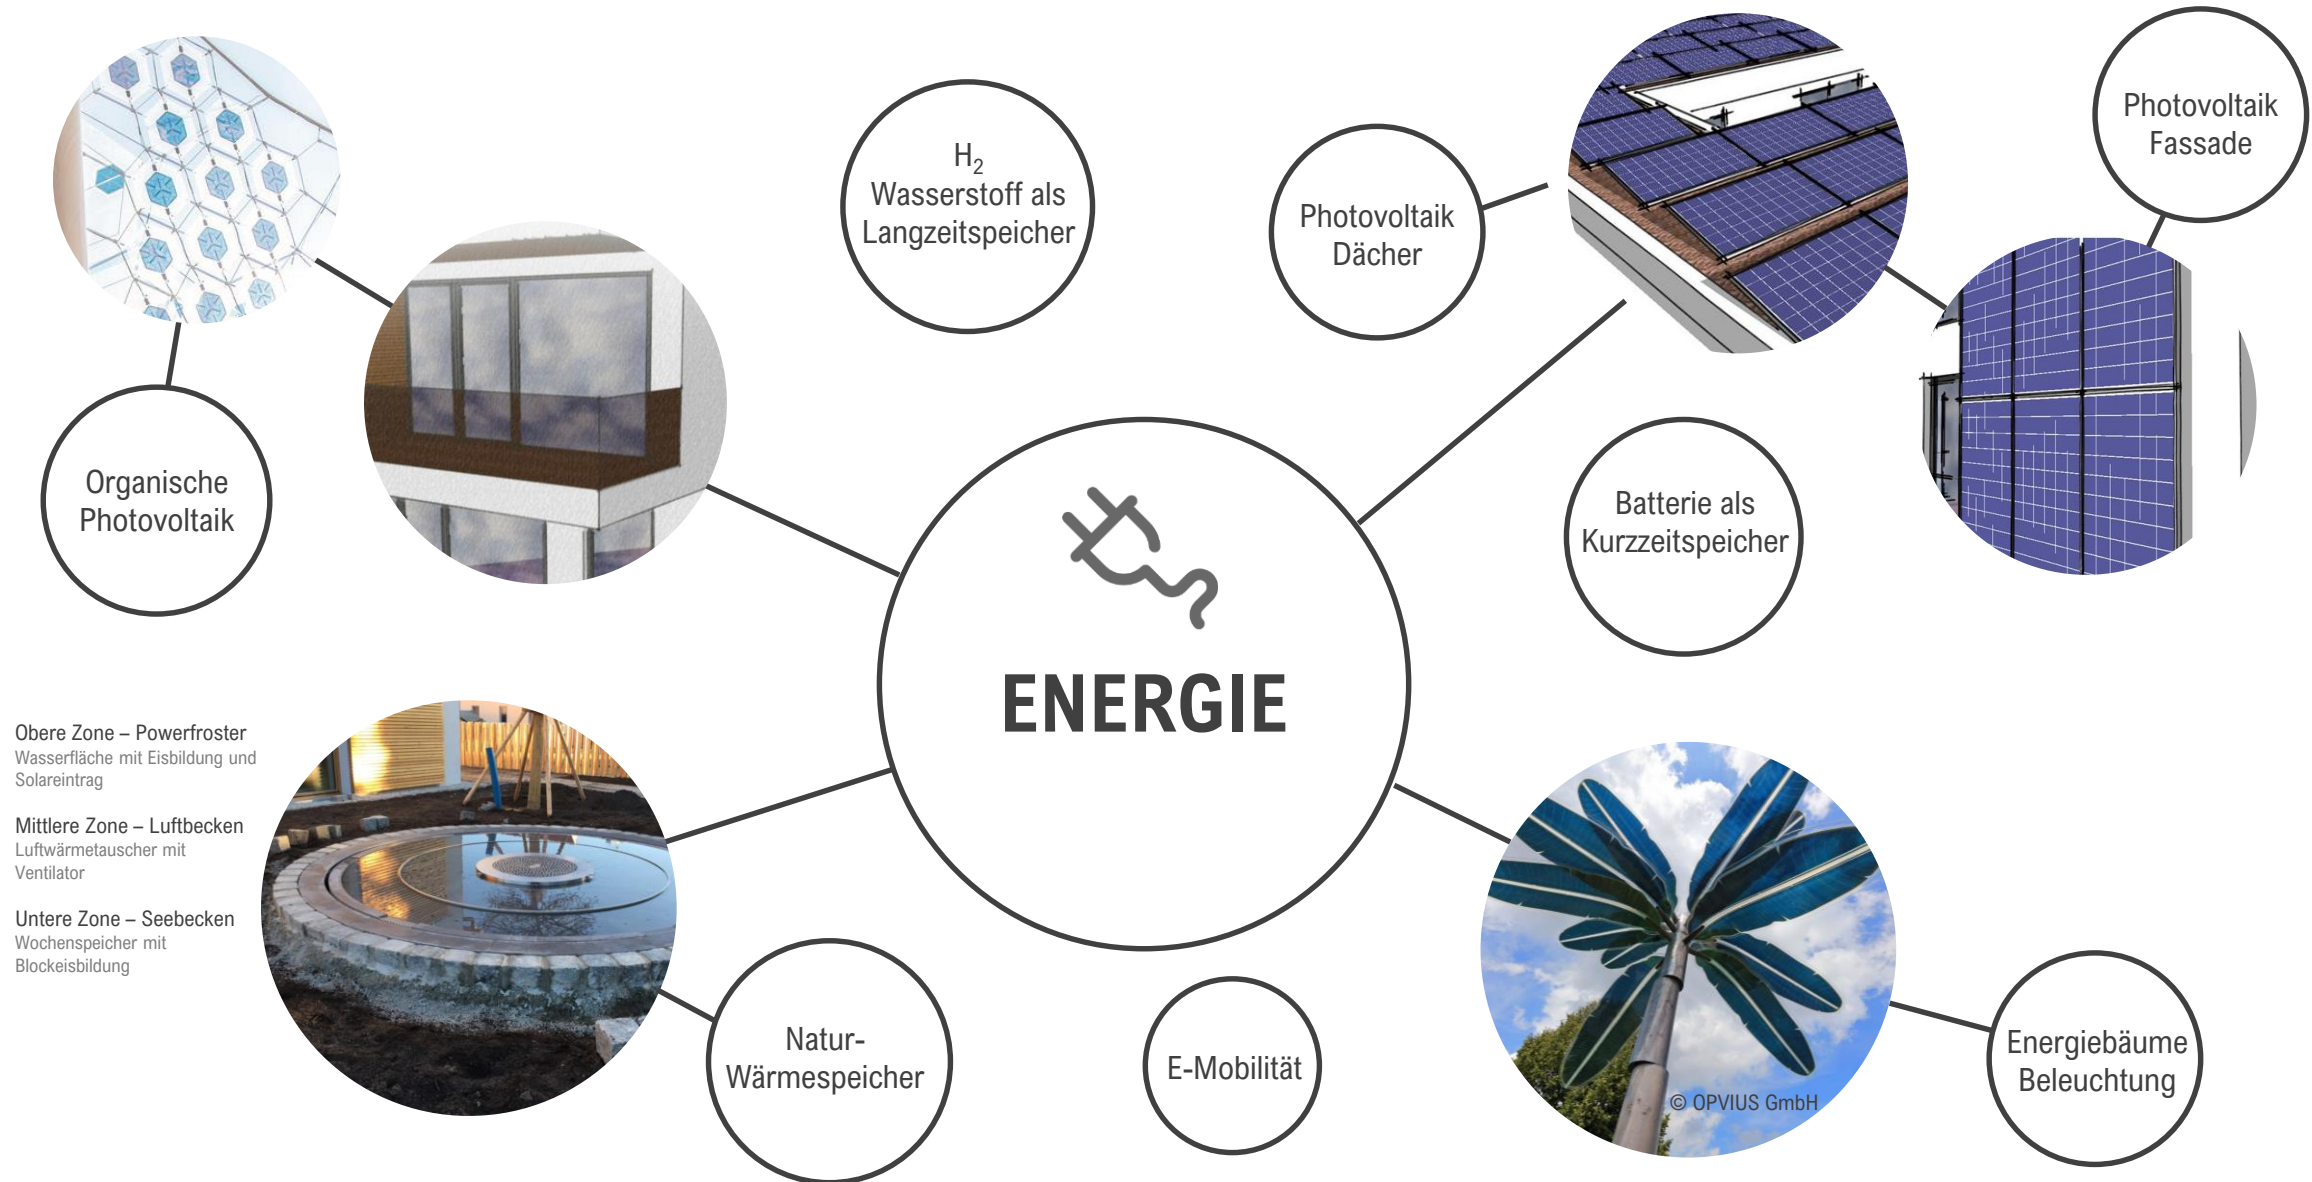 H₂
Wasserstoff als
Langzeitspeicher
Photovoltaik
Dächer
Photovoltaik
Fassade
Organische
Photovoltaik
Batterie als
Kurzzeitspeicher
ENERGIE
Obere Zone – Powerfroster
Wasserfläche mit Eisbildung und
Solareintrag
Mittlere Zone – Luftbecken
Luftwärmetauscher mit
Ventilator
Untere Zone – Seebecken
Wochenspeicher mit
Blockeisbildung
Natur-
Wärmespeicher
E-Mobilität
© OPVIUS GmbH
Energiebäume
Beleuchtung